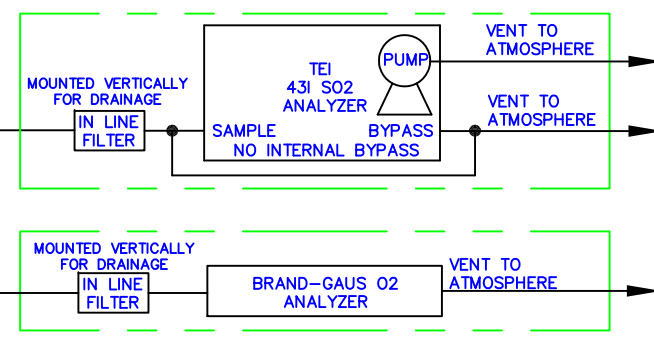 VENT TO
ATMOSPHERE
PUMP
TEI
43I SO2
ANALYZER
MOUNTED VERTICALLY
FOR DRAINAGE
IN LINE
FILTER
VENT TO
ATMOSPHERE
SAMPLE
BYPASS
NO INTERNAL BYPASS
MOUNTED VERTICALLY
FOR DRAINAGE
IN LINE
FILTER
BRAND-GAUS O2
ANALYZER
VENT TO
ATMOSPHERE